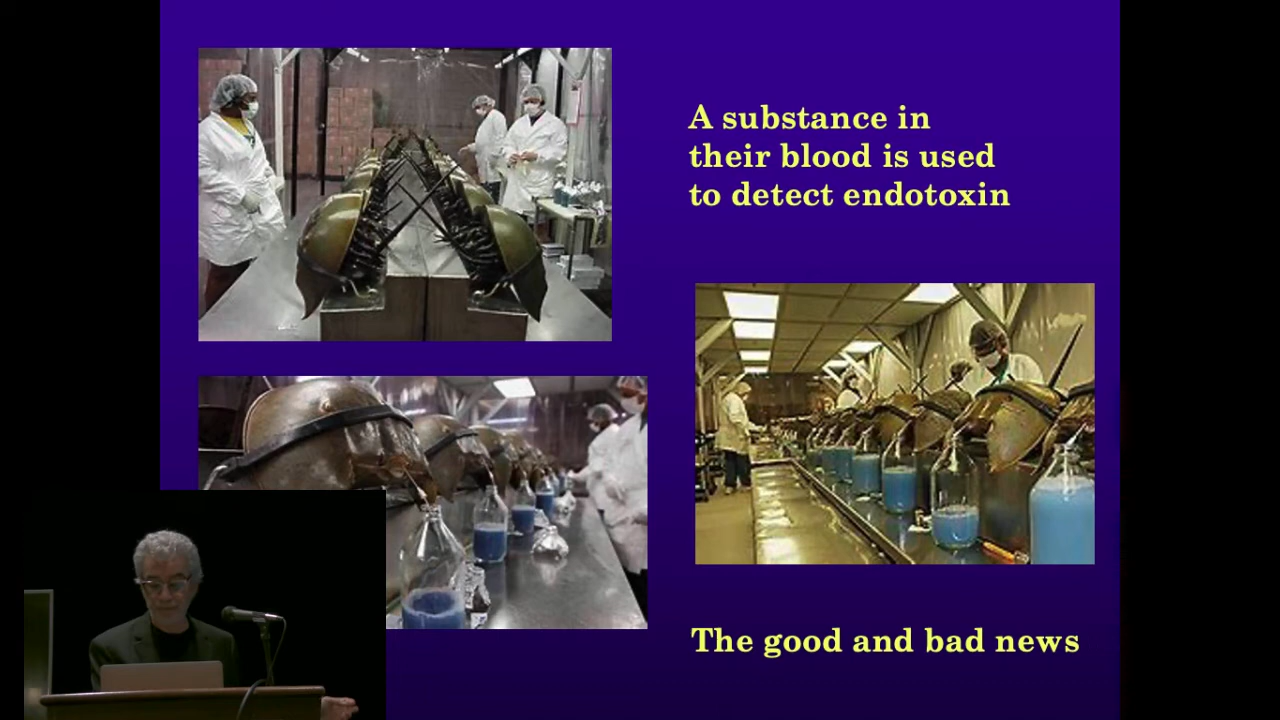 A substance in
their blood is used
to detect endotoxin
The good and bad news